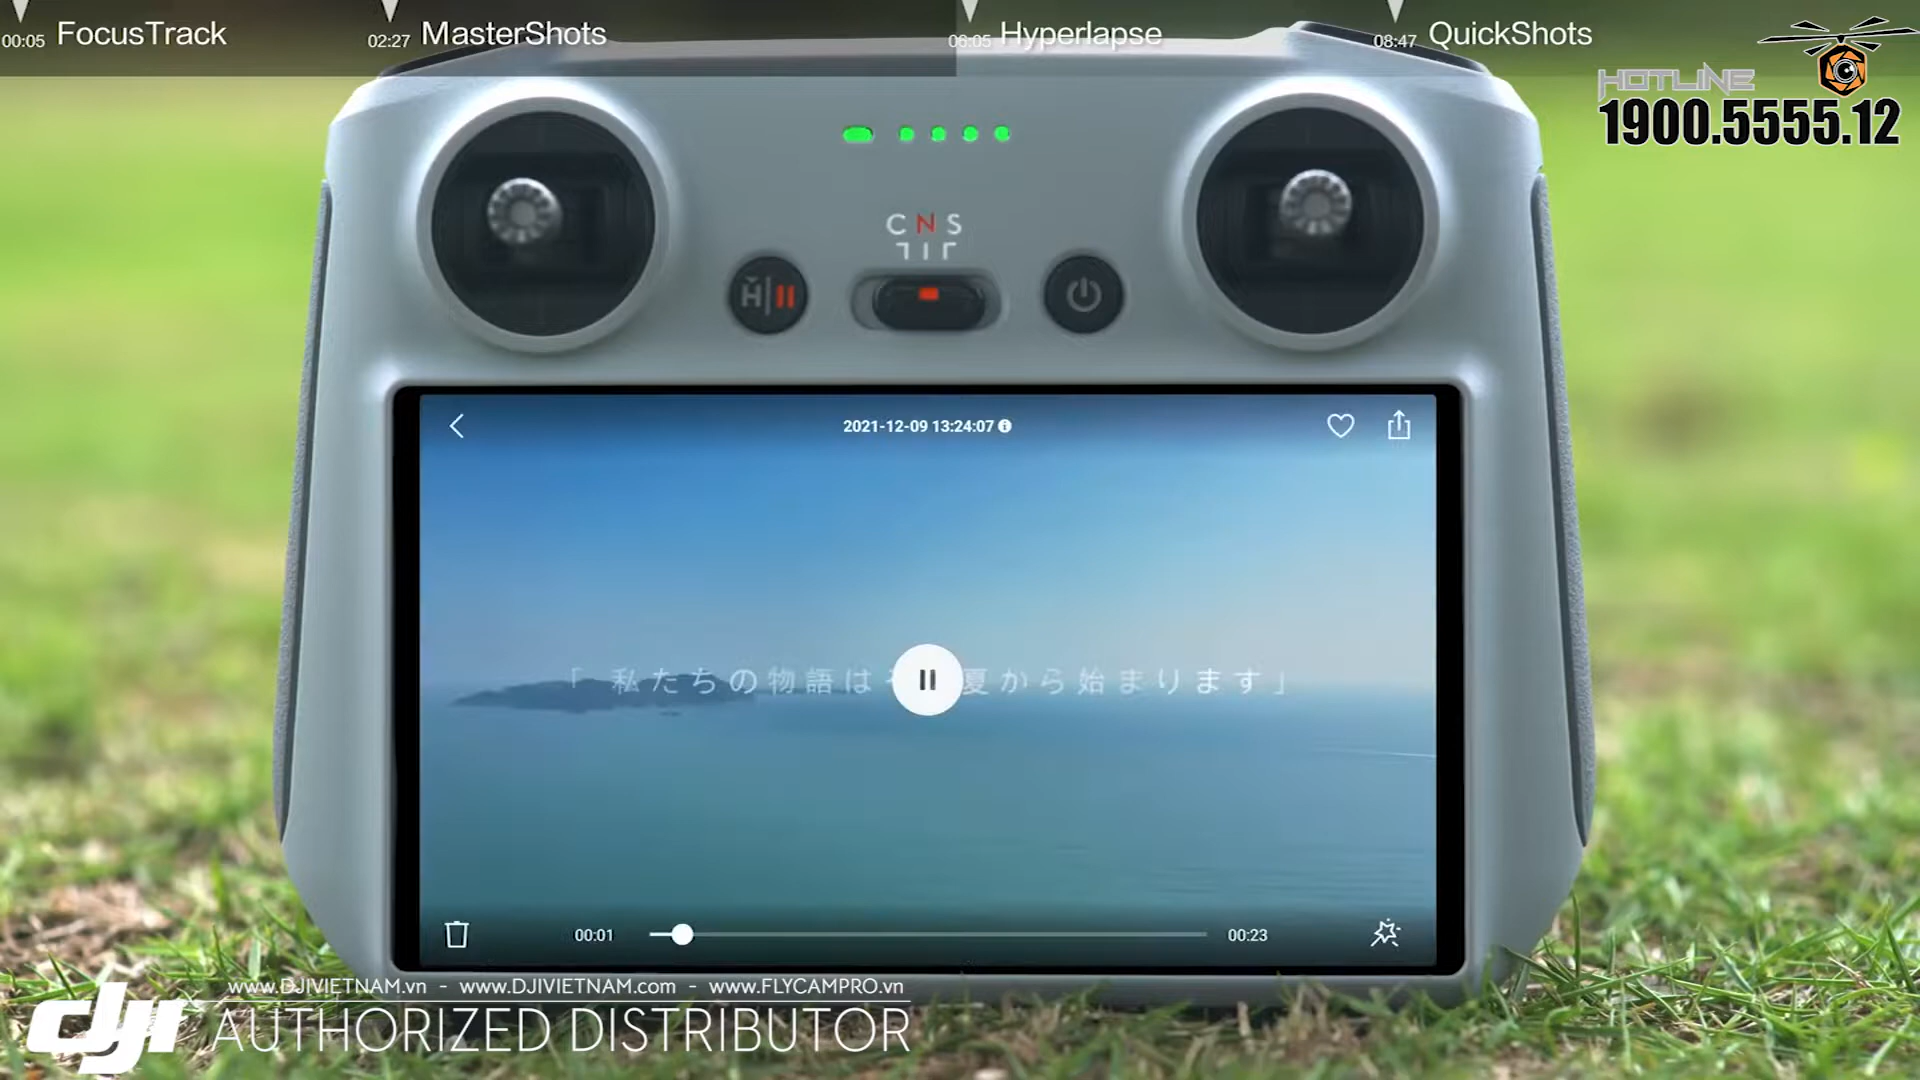 00:05 FocusTrack
02:27 MasterShots
06:05 Hyperlapse
08:47 QuickShots
HOTLINE
1900.5555.12
C N S
H
2021-12-09 13:24:07
「 私たちの物語は 夏から始まります」
00:01
00:23
www.DJIVIETNAM.vn - www.DJIVIETNAM.com - www.FLYCAMPRO.vn
dji AUTHORIZED DISTRIBUTOR